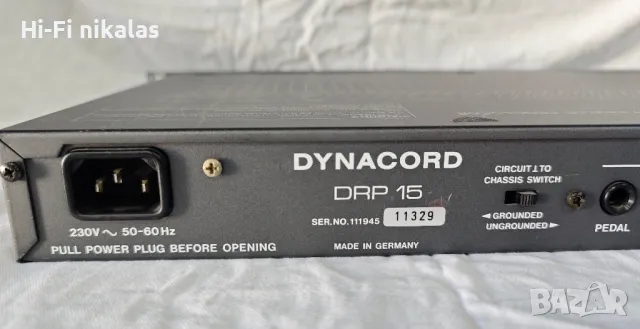 Hi-Fi nikalas
DYNACORD
DRP 15
SER.NO.111945 11329
MADE IN GERMANY
230V ~ 50-60Hz
PULL POWER PLUG BEFORE OPENING
CIRCUIT ⊥ TO
CHASSIS SWITCH
◄GROUNDED
UNGROUNDED►
PEDAL
BAZAR